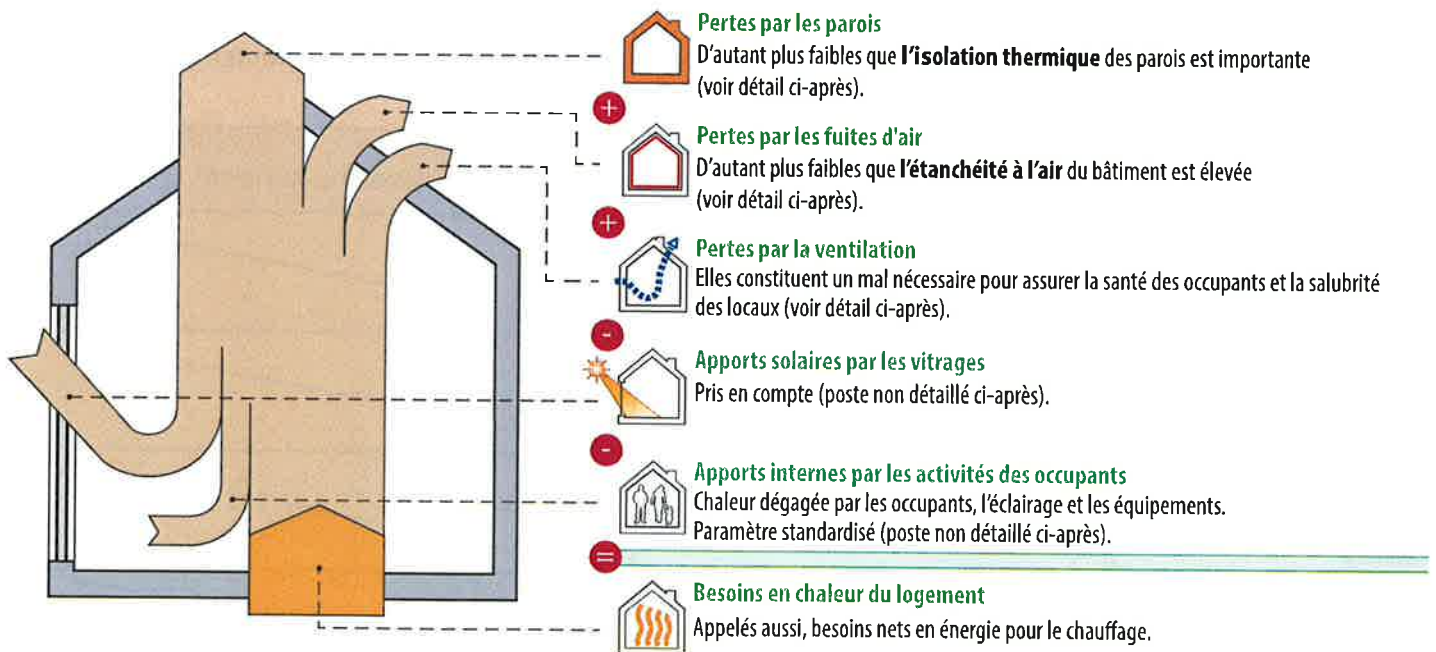 Pertes par les parois
D'autant plus faibles que l'isolation thermique des parois est importante
(voir détail ci-après).
+
Pertes par les fuites d'air
D'autant plus faibles que l'étanchéité à l'air du bâtiment est élevée
(voir détail ci-après).
+
Pertes par la ventilation
Elles constituent un mal nécessaire pour assurer la santé des occupants et la salubrité
des locaux (voir détail ci-après).
-
Apports solaires par les vitrages
Pris en compte (poste non détaillé ci-après).
-
Apports internes par les activités des occupants
Chaleur dégagée par les occupants, l'éclairage et les équipements.
Paramètre standardisé (poste non détaillé ci-après).
=
Besoins en chaleur du logement
Appelés aussi, besoins nets en énergie pour le chauffage.